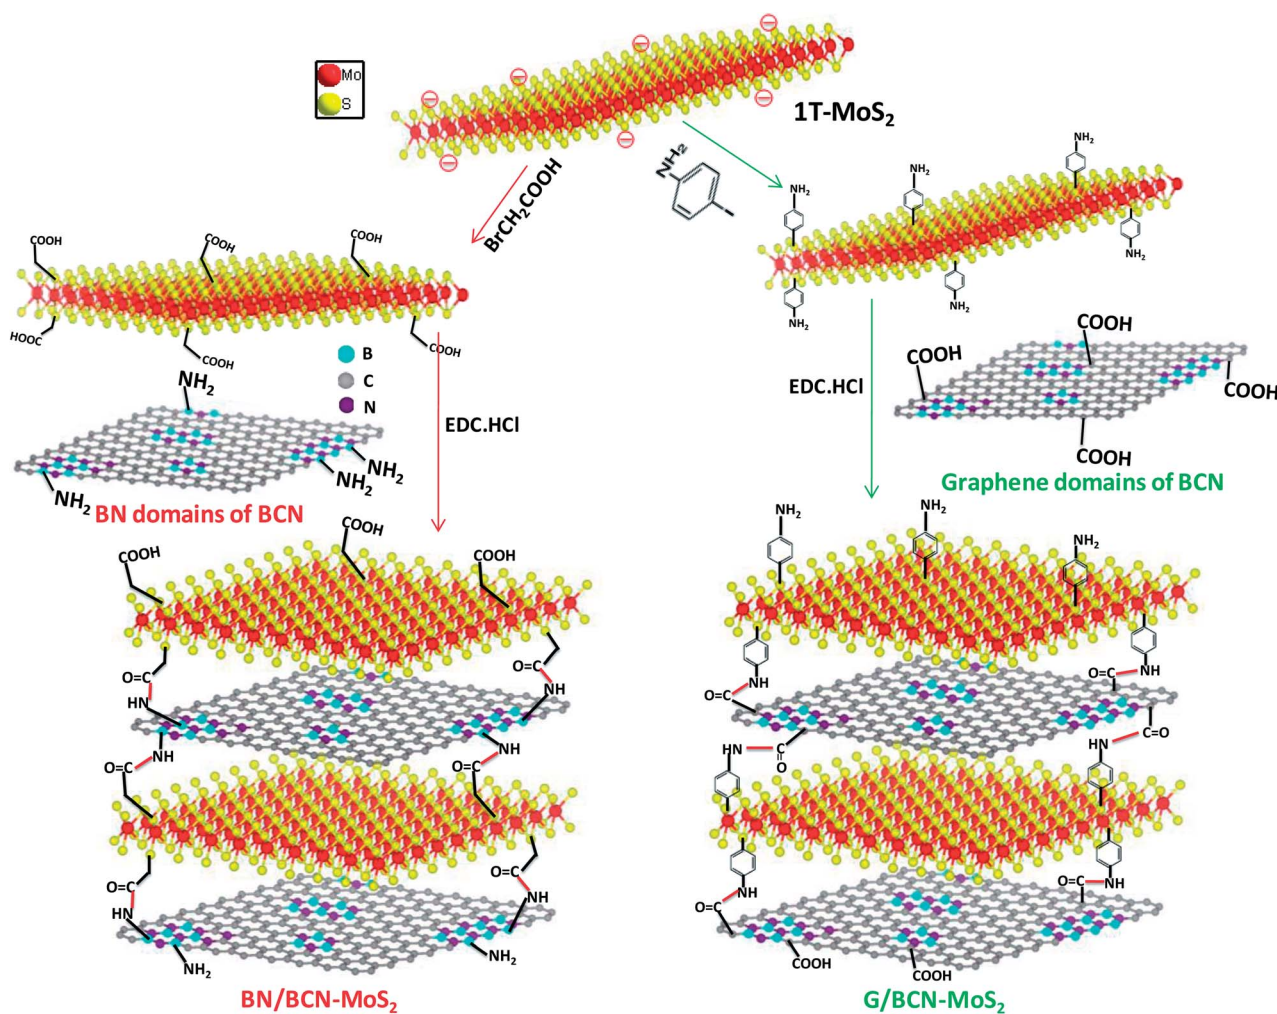 Mo
S
1T-MoS₂
BrCH₂COOH
NH₂
NH₂
NH₂
NH₂
NH₂
NH₂
NH₂
COOH
COOH
COOH
HOOC
COOH
COOH
B
C
N
NH₂
NH₂
NH₂
NH₂
BN domains of BCN
EDC.HCl
EDC.HCl
COOH
COOH
COOH
COOH
Graphene domains of BCN
COOH
COOH
COOH
O=C
HN
O=C
NH
NH
O=C
NH
O=C
O=C
HN
O=C
NH
NH₂
NH₂
BN/BCN-MoS₂
NH₂
NH₂
NH₂
O=C
NH
O=C
NH
HN
C
O
HN
C=O
O=C
NH
O=C
NH
COOH
COOH
G/BCN-MoS₂